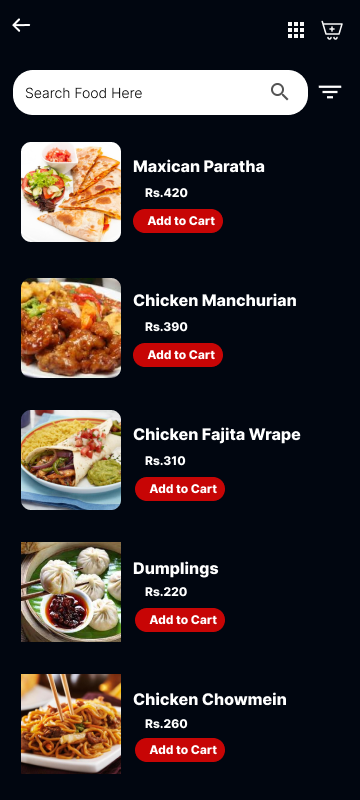 Search Food Here
Maxican Paratha
Rs.420
Add to Cart
Chicken Manchurian
Rs.390
Add to Cart
Chicken Fajita Wrape
Rs.310
Add to Cart
Dumplings
Rs.220
Add to Cart
Chicken Chowmein
Rs.260
Add to Cart